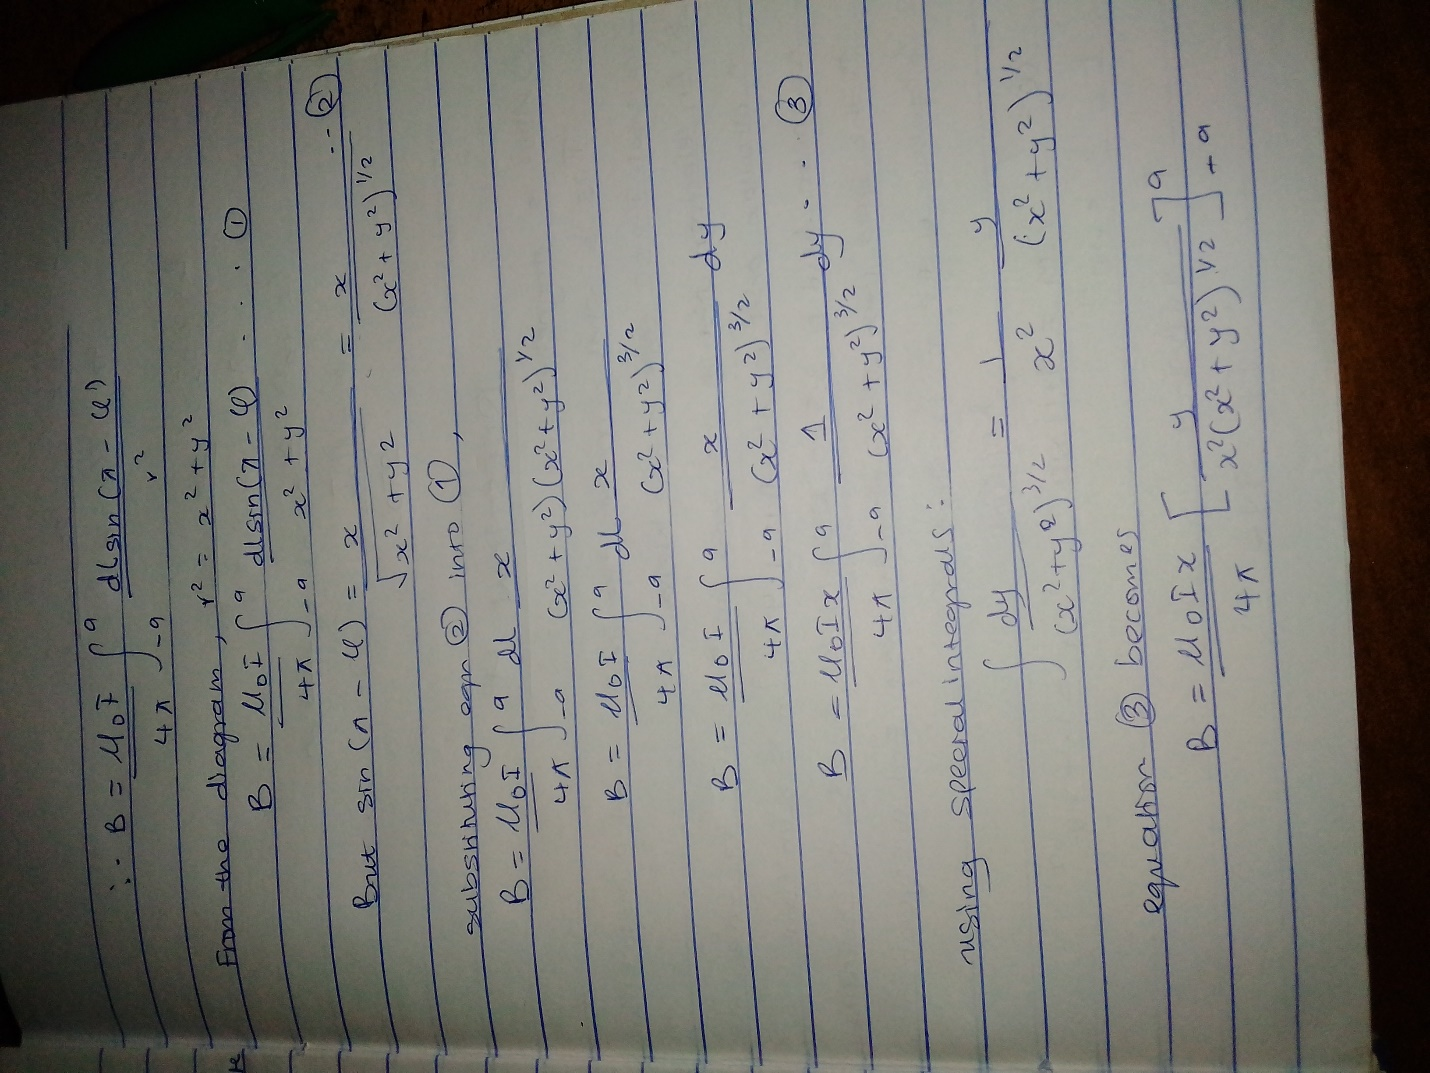 ∴ B = μ₀I/4π ∫₋ₐᵃ dl sin(π - φ)/r²
From the diagram, r² = x² + y²
B = μ₀I/4π ∫₋ₐᵃ dl sin(π - φ)/x² + y² . . . ①
But sin(π - φ) = x/√x² + y² = x/(x² + y²)^1/2 .. ②
substituting eqn ② into ①,
B = μ₀I/4π ∫₋ₐᵃ dl x/(x² + y²)(x² + y²)^1/2
B = μ₀I/4π ∫₋ₐᵃ dl x/(x² + y²)^3/2
B = μ₀I/4π ∫₋ₐᵃ x/(x² + y²)^3/2 dy
B = μ₀Ix/4π ∫₋ₐᵃ 1/(x² + y²)^3/2 dy . . . ③
using special integrals:
∫ dy/(x² + y²)^3/2 = 1/x² y/(x² + y²)^1/2
equation ③ becomes
B = μ₀Ix/4π [y/x²(x² + y²)^1/2]ᵃ₊ₐ